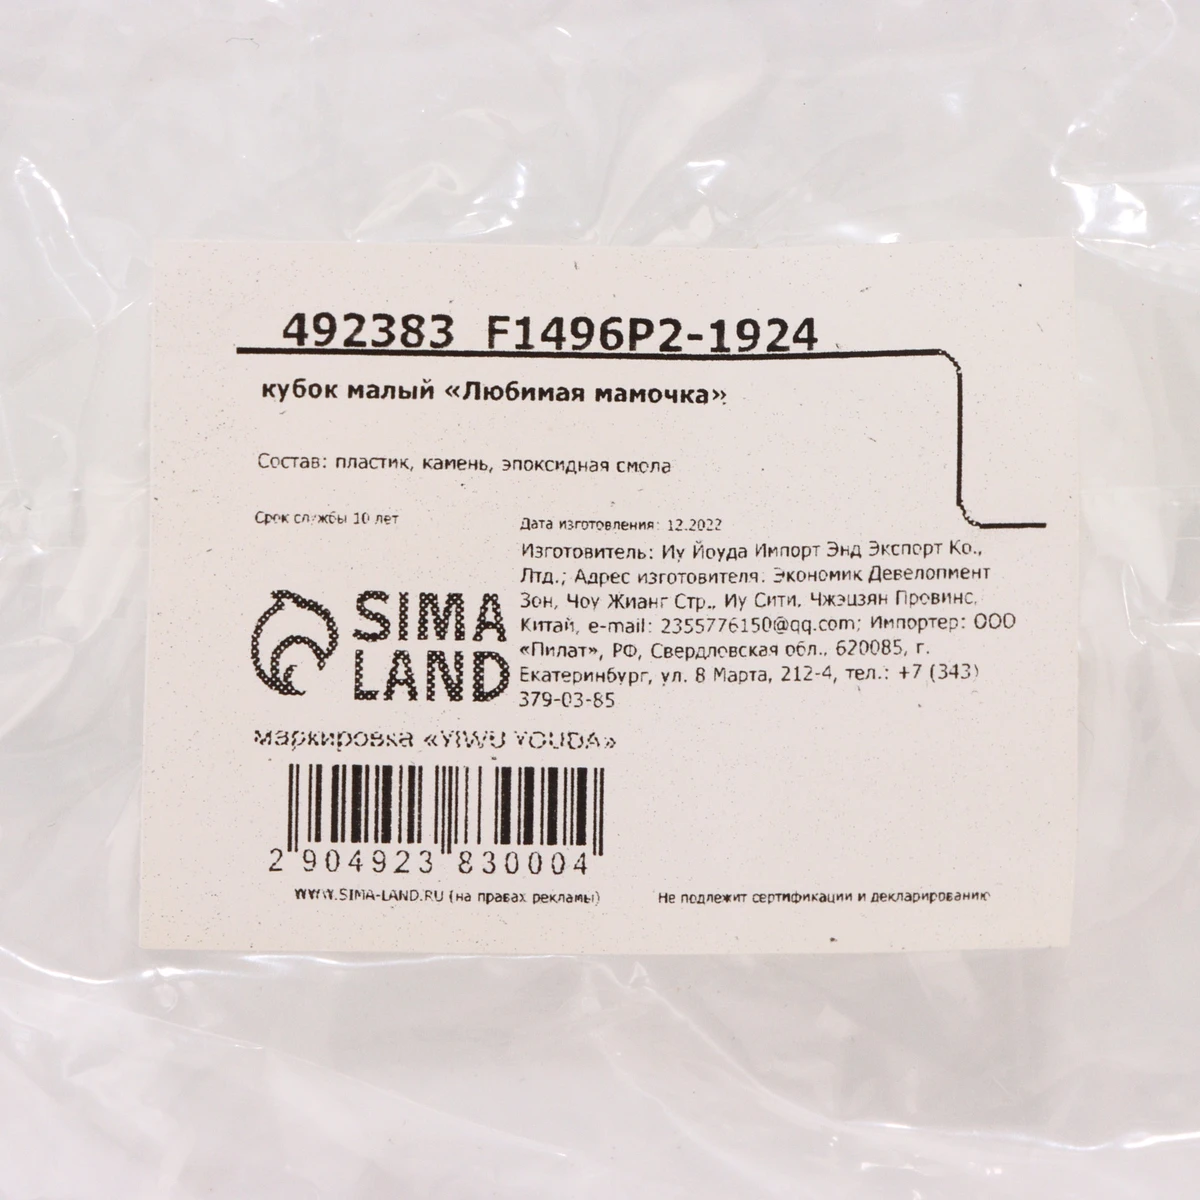 492383 F1496P2-1924
кубок малый «Любимая мамочка»
Состав: пластик, камень, эпоксидная смола
Срок службы 10 лет
Дата изготовления: 12.2022
Изготовитель: Иу Йоуда Импорт Энд Экспорт Ко.,
Лтд.; Адрес изготовителя: Экономик Девелопмент
Зон, Чоу Жианг Стр., Иу Сити, Чжэцзян Провинс,
Китай, e-mail: 2355776150@qq.com; Импортер: ООО
«Пилат», РФ, Свердловская обл., 620085, г.
Екатеринбург, ул. 8 Марта, 212-4, тел.: +7 (343)
379-03-85
SIMA
LAND
маркировка «YIWU YOUDA»
2 904923 830004
WWW.SIMA-LAND.RU (на правах рекламы)
Не подлежит сертификации и декларированию